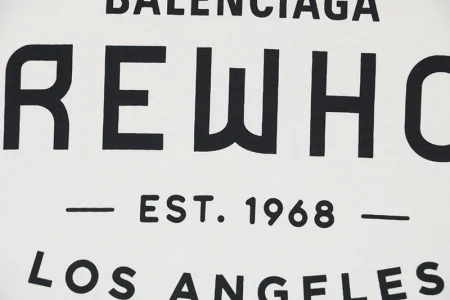 BALENCIAGA
REWHO
— EST. 1968 —
LOS ANGELES